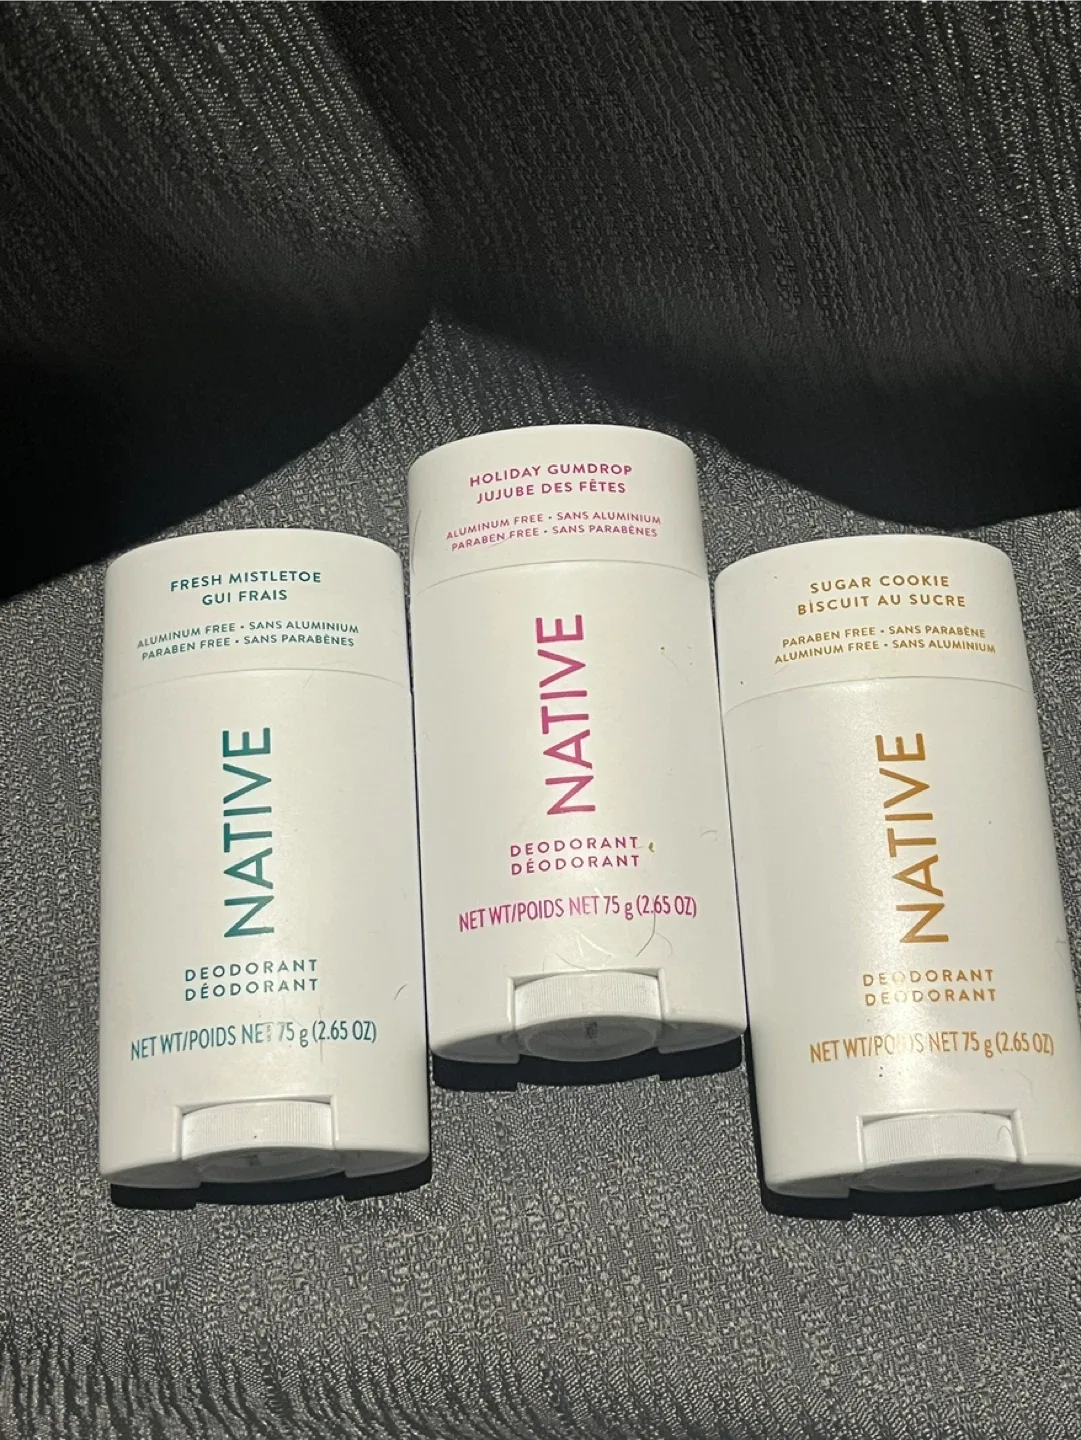 FRESH MISTLETOE
GUI FRAIS
ALUMINUM FREE • SANS ALUMINIUM
PARABEN FREE • SANS PARABÈNES
NATIVE
DEODORANT
DÉODORANT
NET WT/POIDS NET 75 g (2.65 OZ)
HOLIDAY GUMDROP
JUJUBE DES FÊTES
ALUMINUM FREE • SANS ALUMINIUM
PARABEN FREE • SANS PARABÈNES
NATIVE
DEODORANT
DÉODORANT
NET WT/POIDS NET 75 g (2.65 OZ)
SUGAR COOKIE
BISCUIT AU SUCRE
PARABEN FREE • SANS PARABÈNE
ALUMINUM FREE • SANS ALUMINIUM
NATIVE
DEODORANT
DÉODORANT
NET WT/POIDS NET 75 g (2.65 OZ)